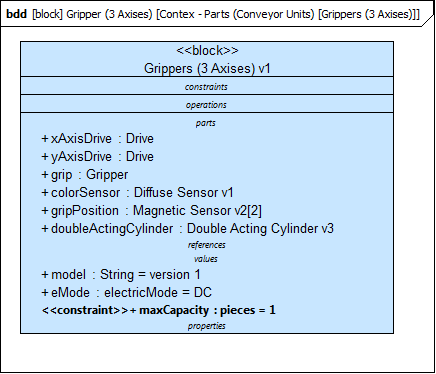 bdd [block] Gripper (3 Axises) [Contex - Parts (Conveyor Units) [Grippers (3 Axises)]]
<<block>>
Grippers (3 Axises) v1
constraints
operations
parts
+ xAxisDrive : Drive
+ yAxisDrive : Drive
+ grip : Gripper
+ colorSensor : Diffuse Sensor v1
+ gripPosition : Magnetic Sensor v2[2]
+ doubleActingCylinder : Double Acting Cylinder v3
references
values
+ model : String = version 1
+ eMode : electricMode = DC
<<constraint>>+ maxCapacity : pieces = 1
properties